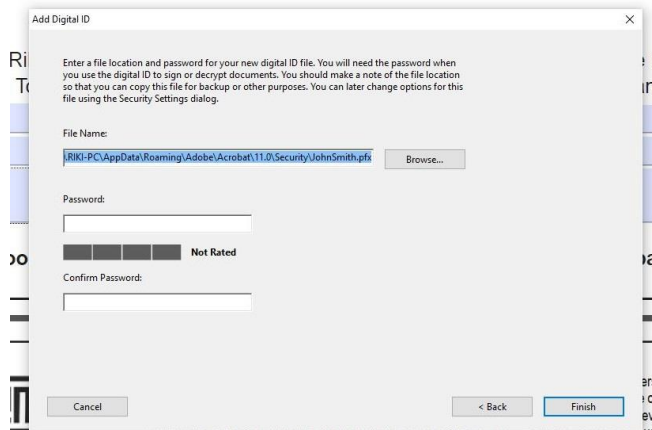 Add Digital ID
Enter a file location and password for your new digital ID file. You will need the password when
you use the digital ID to sign or decrypt documents. You should make a note of the file location
so that you can copy this file for backup or other purposes. You can later change options for this
file using the Security Settings dialog.
File Name:
\RIKI-PC\AppData\Roaming\Adobe\Acrobat\11.0\Security\JohnSmith.pfx
Browse...
Password:
Not Rated
Confirm Password:
Cancel
< Back
Finish